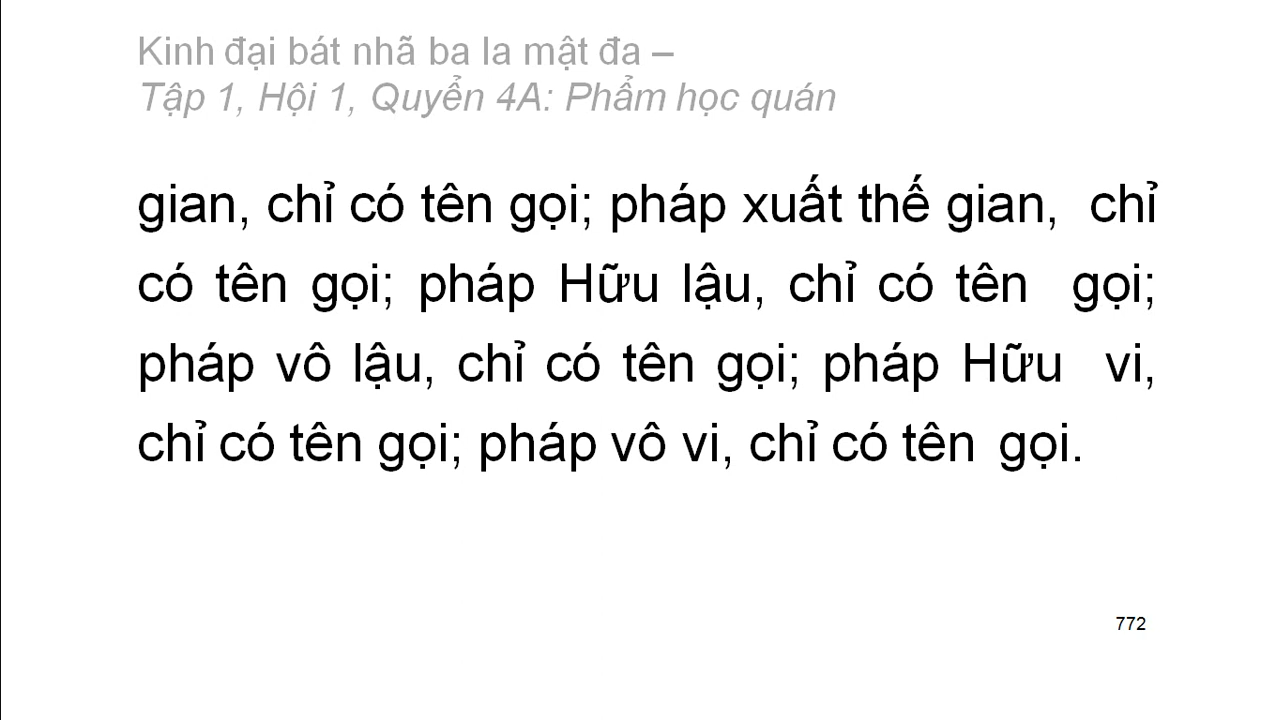 Kinh đại bát nhã ba la mật đa –
Tập 1, Hội 1, Quyển 4A: Phẩm học quán
gian, chỉ có tên gọi; pháp xuất thế gian, chỉ
có tên gọi; pháp Hữu lậu, chỉ có tên gọi;
pháp vô lậu, chỉ có tên gọi; pháp Hữu vi,
chỉ có tên gọi; pháp vô vi, chỉ có tên gọi.
772